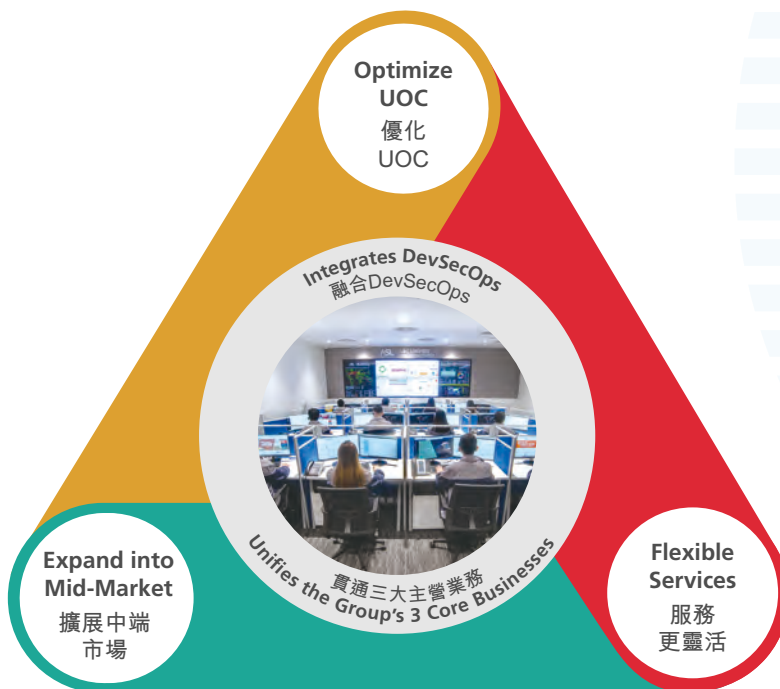 Optimize
UOC
優化
UOC
Integrates DevSecOps
融合DevSecOps
貫通三大主營業務
Unifies the Group's 3 Core Businesses
Expand into
Mid-Market
擴展中端
市場
Flexible
Services
服務
更靈活